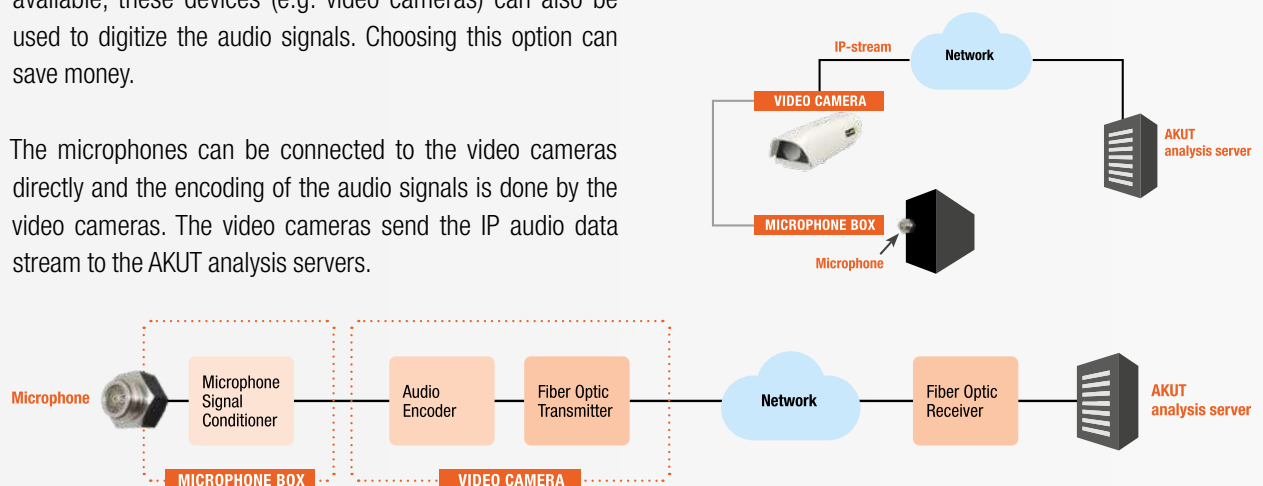 available, these devices (e.g. video cameras) can also be
used to digitize the audio signals. Choosing this option can
save money.
The microphones can be connected to the video cameras
directly and the encoding of the audio signals is done by the
video cameras. The video cameras send the IP audio data
stream to the AKUT analysis servers.
IP-stream
Network
VIDEO CAMERA
AKUT
analysis server
MICROPHONE BOX
Microphone
Microphone
Microphone
Signal
Conditioner
Audio
Encoder
Fiber Optic
Transmitter
Network
Fiber Optic
Receiver
AKUT
analysis server
MICROPHONE BOX
VIDEO CAMERA